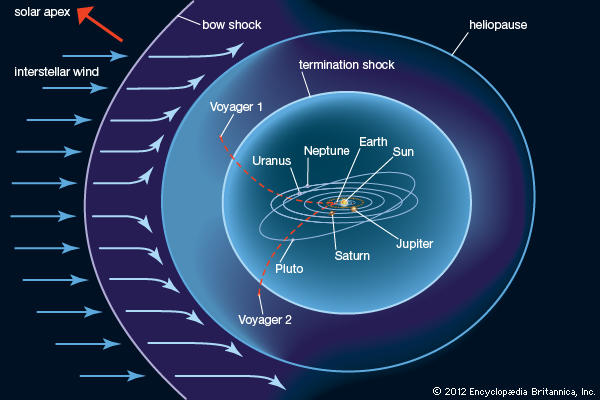 solar apex
bow shock
heliopause
interstellar wind
termination shock
Voyager 1
Earth
Neptune
Sun
Uranus
Jupiter
Saturn
Pluto
Voyager 2
© 2012 Encyclopædia Britannica, Inc.